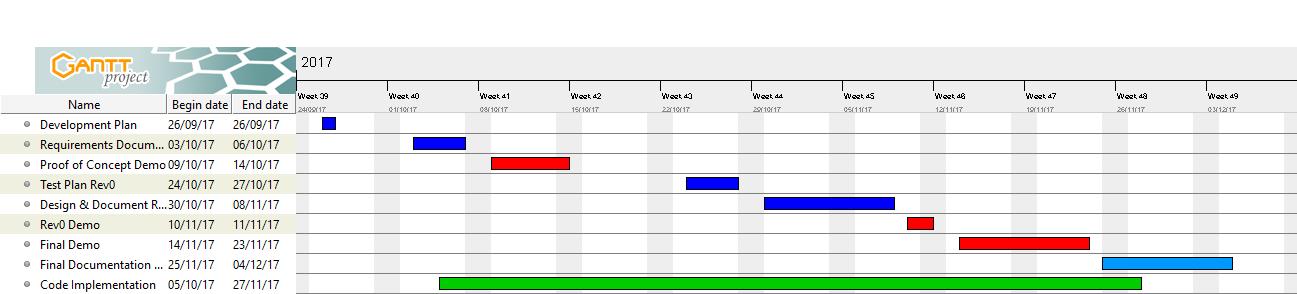 GANTT
project
2017
Week 39 Week 40 Week 41 Week 42 Week 43 Week 44 Week 45 Week 46 Week 47 Week 48 Week 49
24/09/17 01/10/17 08/10/17 15/10/17 22/10/17 29/10/17 05/11/17 12/11/17 19/11/17 26/11/17 03/12/17
Name Begin date End date
Development Plan 26/09/17 26/09/17
Requirements Docum... 03/10/17 06/10/17
Proof of Concept Demo 09/10/17 14/10/17
Test Plan Rev0 24/10/17 27/10/17
Design & Document R... 30/10/17 08/11/17
Rev0 Demo 10/11/17 11/11/17
Final Demo 14/11/17 23/11/17
Final Documentation ... 25/11/17 04/12/17
Code Implementation 05/10/17 27/11/17